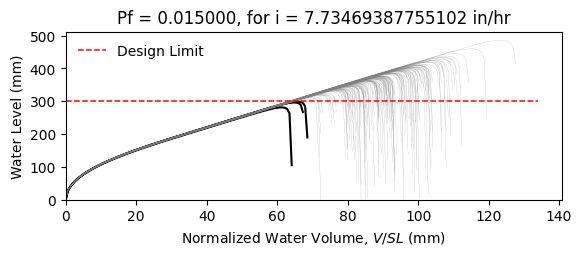 Pf = 0.015000, for i = 7.73469387755102 in/hr
Water Level (mm)
500
400
300
200
100
0
Design Limit
0 20 40 60 80 100 120 140
Normalized Water Volume, V/SL (mm)